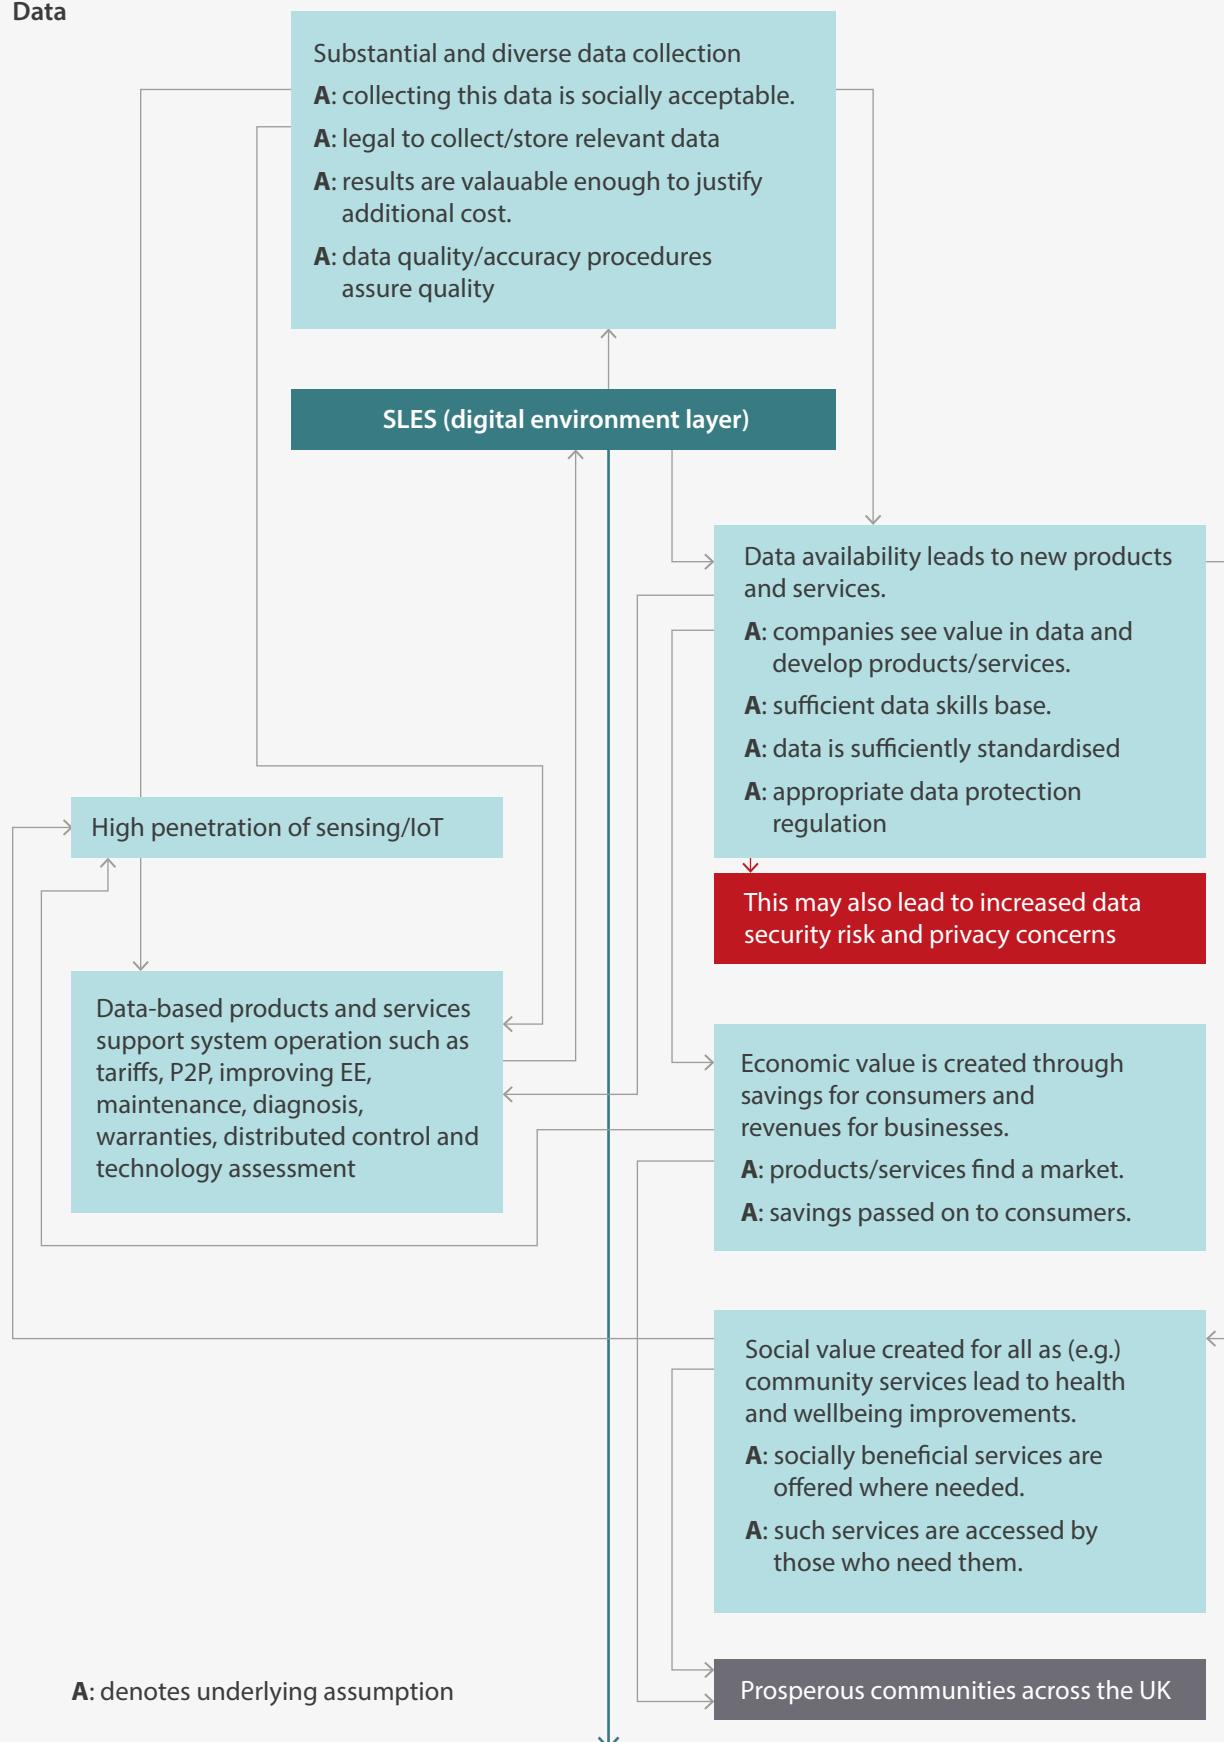 Data
Substantial and diverse data collection
A: collecting this data is socially acceptable.
A: legal to collect/store relevant data
A: results are valauable enough to justify
additional cost.
A: data quality/accuracy procedures
assure quality
SLES (digital environment layer)
Data availability leads to new products
and services.
A: companies see value in data and
develop products/services.
A: sufficient data skills base.
A: data is sufficiently standardised
A: appropriate data protection
regulation
High penetration of sensing/IoT
This may also lead to increased data
security risk and privacy concerns
Data-based products and services
support system operation such as
tariffs, P2P, improving EE,
maintenance, diagnosis,
warranties, distributed control and
technology assessment
Economic value is created through
savings for consumers and
revenues for businesses.
A: products/services find a market.
A: savings passed on to consumers.
Social value created for all as (e.g.)
community services lead to health
and wellbeing improvements.
A: socially beneficial services are
offered where needed.
A: such services are accessed by
those who need them.
A: denotes underlying assumption
Prosperous communities across the UK